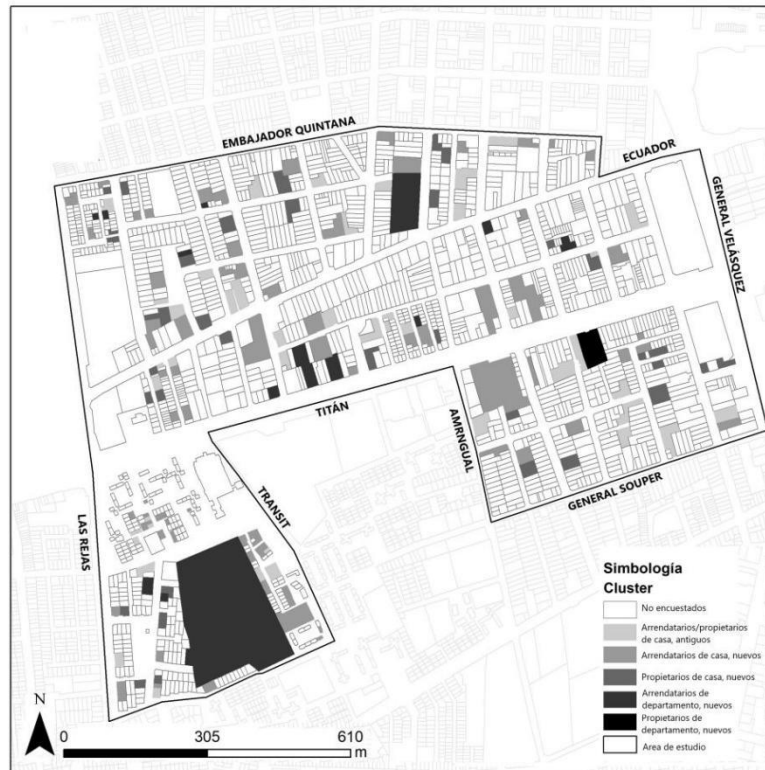 EMBAJADOR QUINTANA
ECUADOR
GENERAL VELÁSQUEZ
TITÁN
AMRNGUAL
GENERAL SOUPER
TRANSIT
LAS REJAS
Simbología
Cluster
No encuestados
Arrendatarios/propietarios
de casa, antiguos
Arrendatarios de casa, nuevos
Propietarios de casa, nuevos
Arrendatarios de
departamento, nuevos
Propietarios de
departamento, nuevos
Area de estudio
N
0 305 610
m